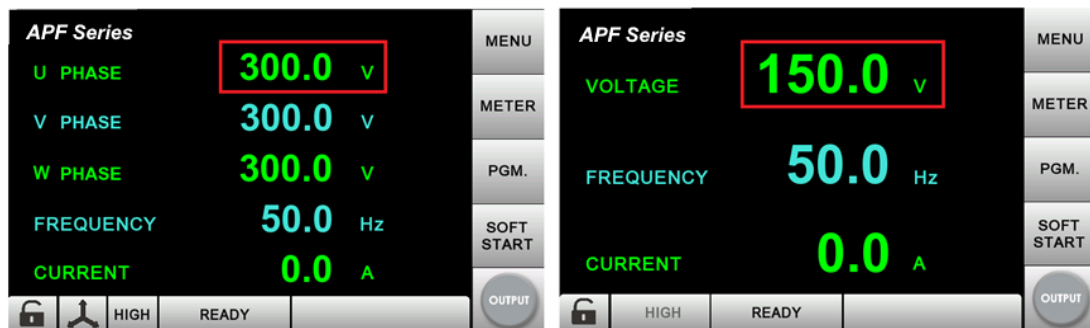 APF Series
U PHASE 300.0 V
V PHASE 300.0 V
W PHASE 300.0 V
FREQUENCY 50.0 Hz
CURRENT 0.0 A
HIGH READY
MENU
METER
PGM.
SOFT
START
OUTPUT
APF Series
VOLTAGE 150.0 V
FREQUENCY 50.0 Hz
CURRENT 0.0 A
HIGH READY
MENU
METER
PGM.
SOFT
START
OUTPUT